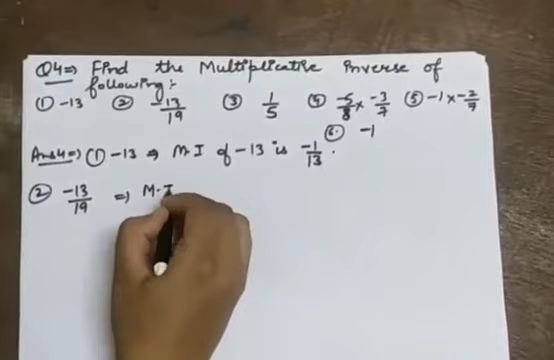 Q4⇒ Find the Multiplicative Inverse of
following:-
① -13 ② -13/19 ③ 1/5 ④ -5/8 × -3/7 ⑤ -1 × -2/7
⑥ -1
Ans4⇒) ① -13 ⇒ M.I of -13 is -1/13.
② -13/19 ⇒ M.I